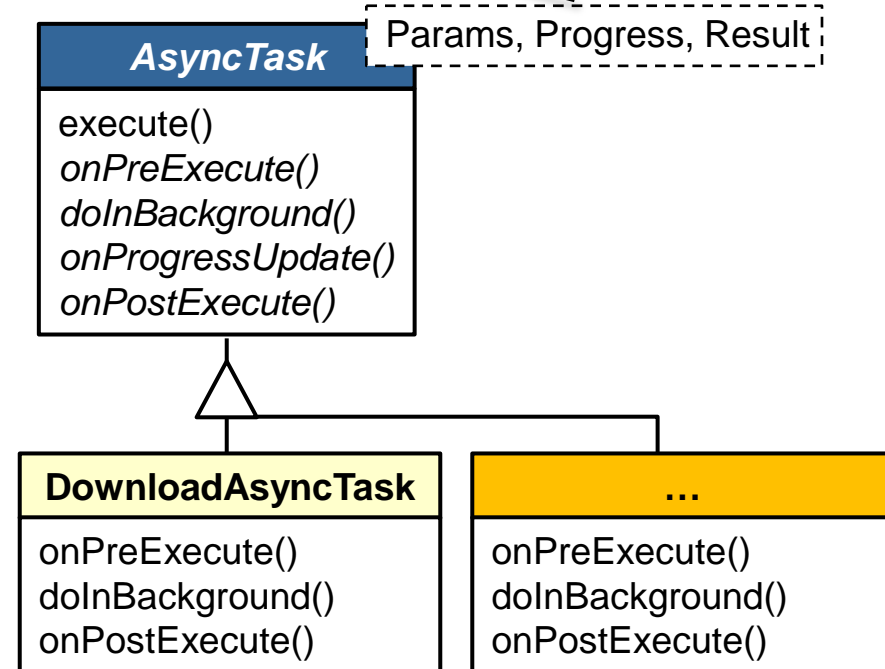 Params, Progress, Result
AsyncTask
execute()
onPreExecute()
doInBackground()
onProgressUpdate()
onPostExecute()
DownloadAsyncTask
onPreExecute()
doInBackground()
onPostExecute()
…
onPreExecute()
doInBackground()
onPostExecute()